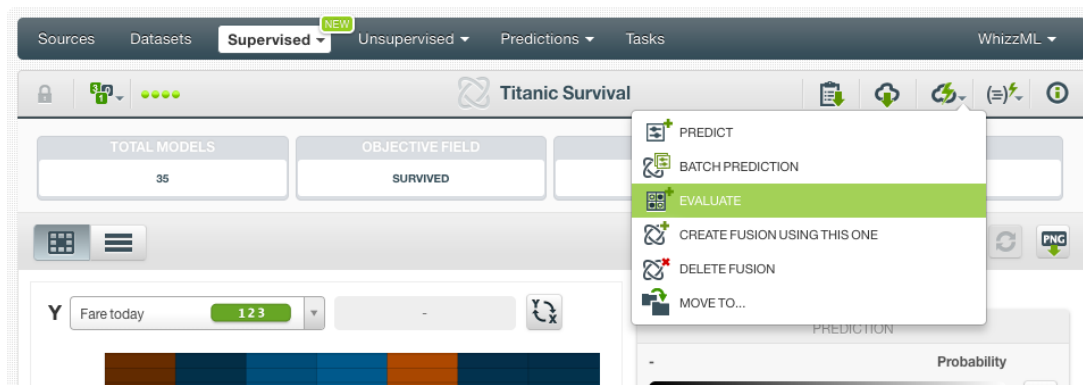 NEW
Sources Datasets Supervised Unsupervised Predictions Tasks WhizzML
Titanic Survival
TOTAL MODELS OBJECTIVE FIELD
35 SURVIVED
PREDICT
BATCH PREDICTION
EVALUATE
CREATE FUSION USING THIS ONE
DELETE FUSION
MOVE TO...
PNG
Y Fare today 123 - Y X
PREDICTION
- Probability